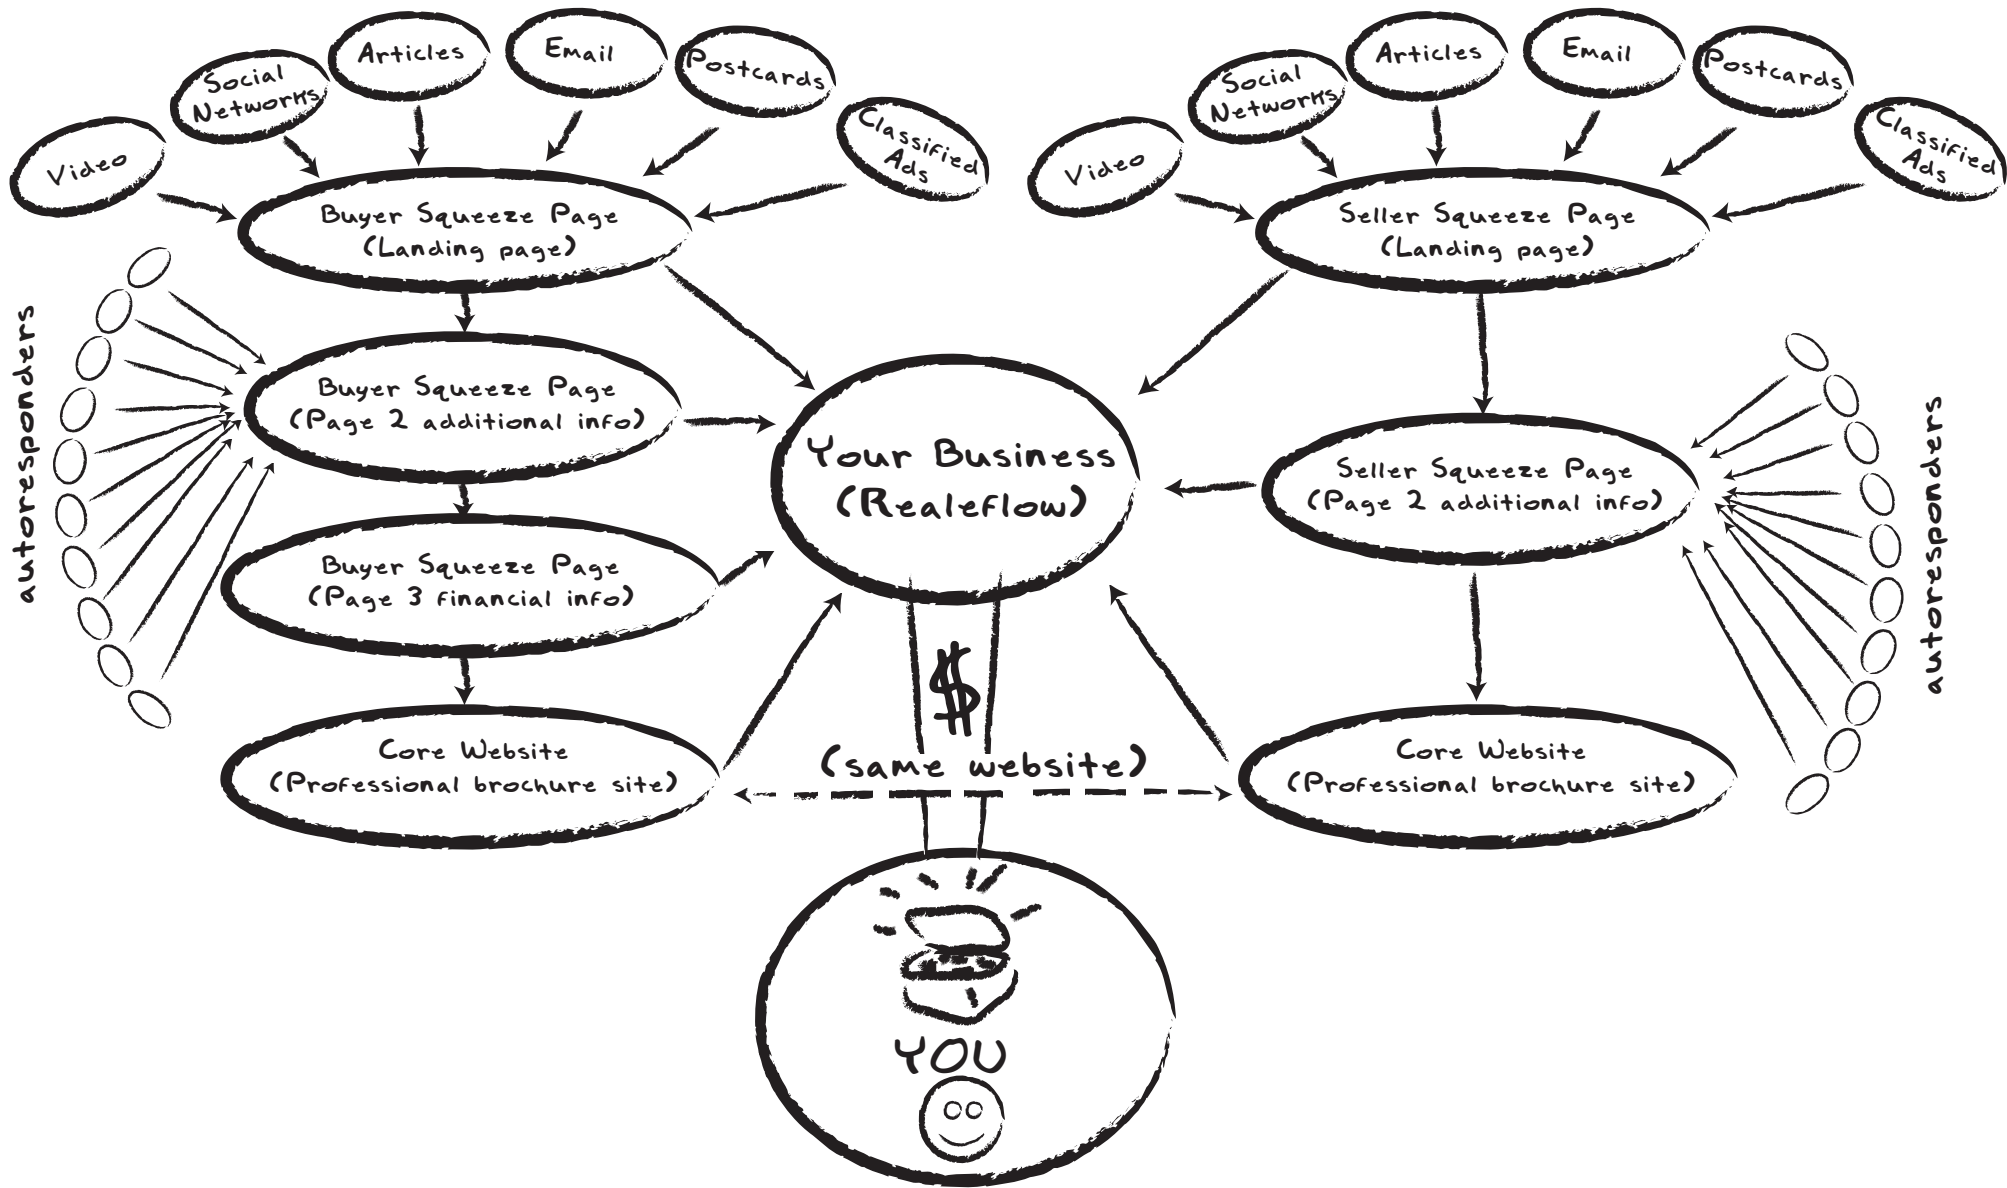 Video
Social
Networks
Articles
Email
Postcards
Classified
Ads
Buyer Squeeze Page
(Landing page)
autoresponders
Buyer Squeeze Page
(Page 2 additional info)
Buyer Squeeze Page
(Page 3 financial info)
Core Website
(Professional brochure site)
Your Business
(Realeflow)
$
(same website)
YOU
Video
Social
Networks
Articles
Email
Postcards
Classified
Ads
Seller Squeeze Page
(Landing page)
Seller Squeeze Page
(Page 2 additional info)
autoresponders
Core Website
(Professional brochure site)